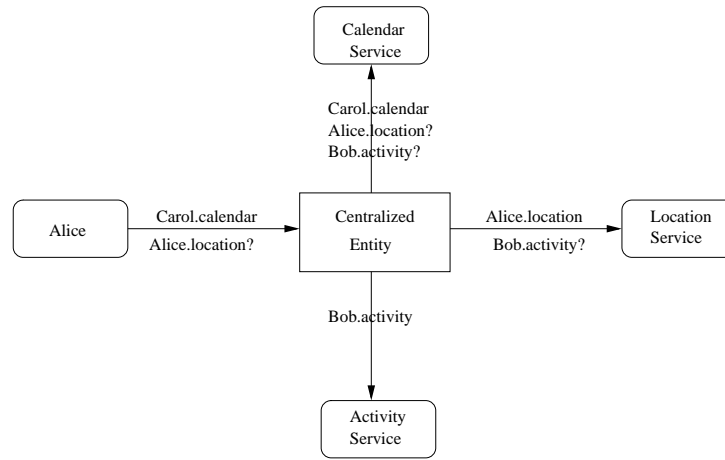 Calendar
Service
Carol.calendar
Alice.location?
Bob.activity?
Alice
Carol.calendar
Alice.location?
Centralized
Entity
Alice.location
Bob.activity?
Location
Service
Bob.activity
Activity
Service